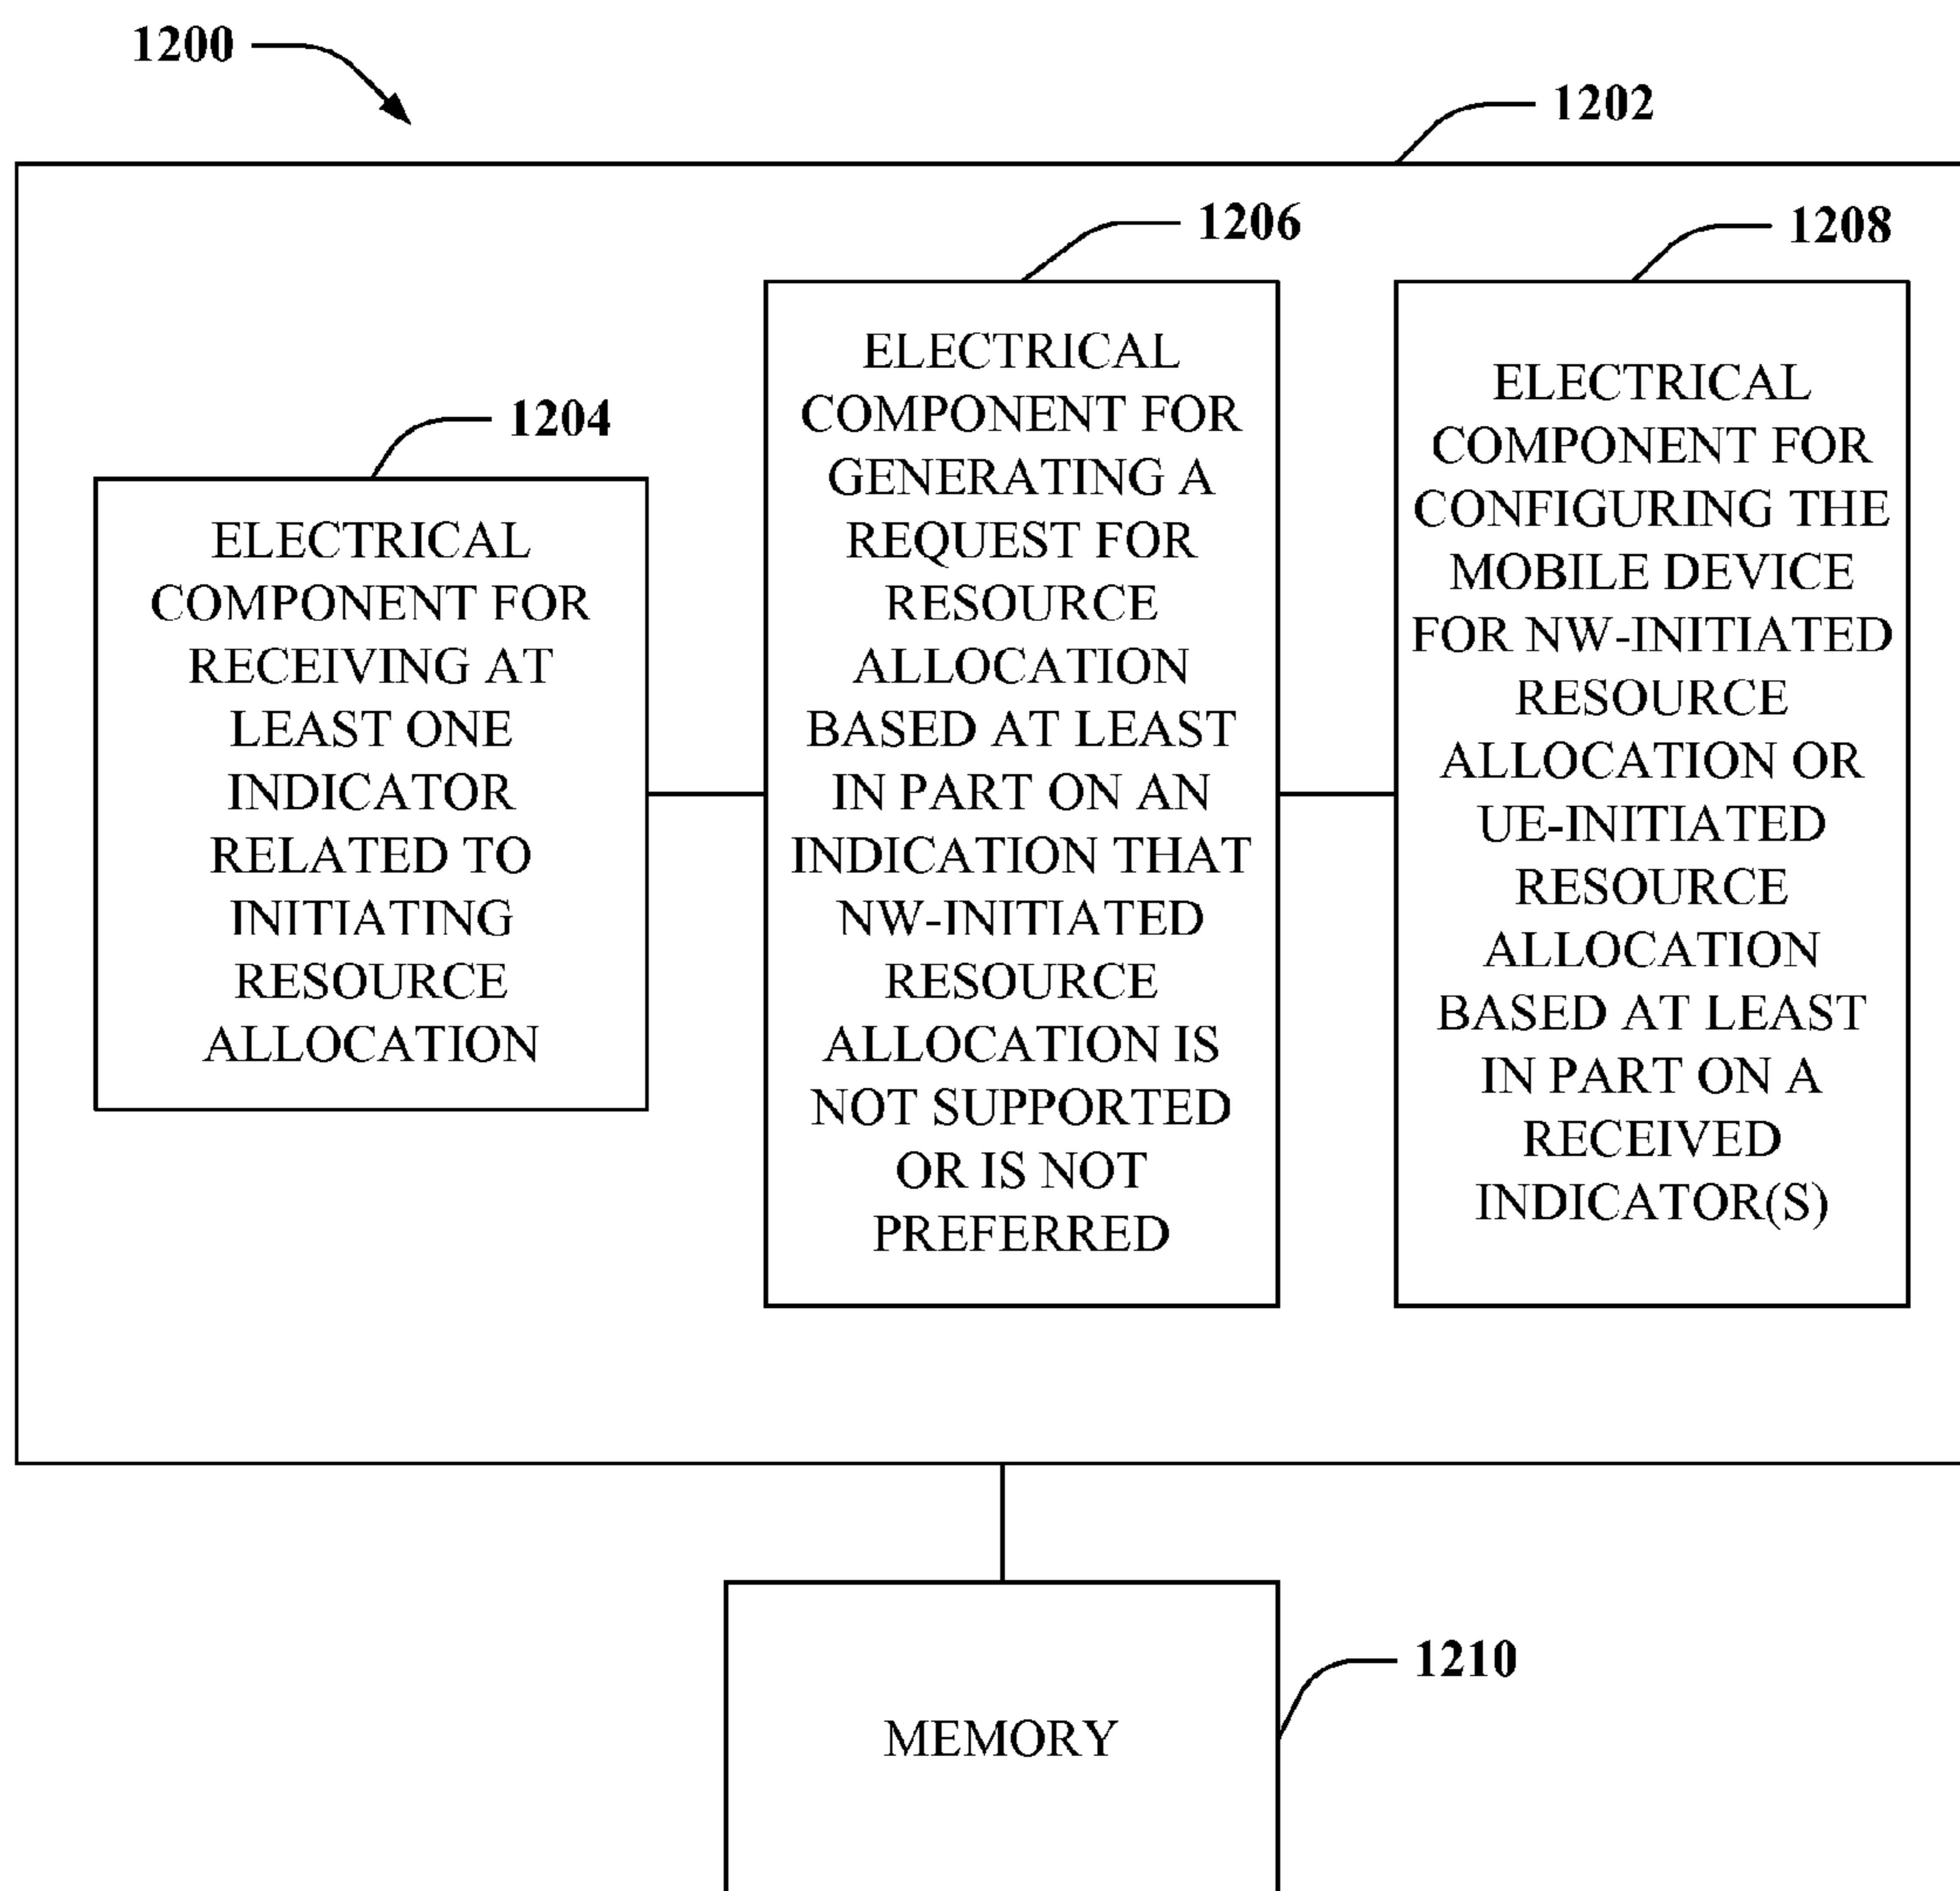 1200
1202
1204
ELECTRICAL
COMPONENT FOR
RECEIVING AT
LEAST ONE
INDICATOR
RELATED TO
INITIATING
RESOURCE
ALLOCATION
1206
ELECTRICAL
COMPONENT FOR
GENERATING A
REQUEST FOR
RESOURCE
ALLOCATION
BASED AT LEAST
IN PART ON AN
INDICATION THAT
NW-INITIATED
RESOURCE
ALLOCATION IS
NOT SUPPORTED
OR IS NOT
PREFERRED
1208
ELECTRICAL
COMPONENT FOR
CONFIGURING THE
MOBILE DEVICE
FOR NW-INITIATED
RESOURCE
ALLOCATION OR
UE-INITIATED
RESOURCE
ALLOCATION
BASED AT LEAST
IN PART ON A
RECEIVED
INDICATOR(S)
1210
MEMORY